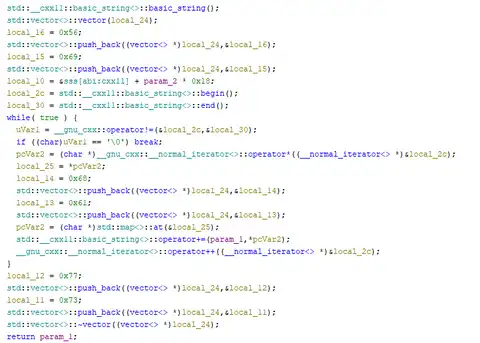 std::__cxx11::basic_string<>::basic_string();
std::vector<>::vector(local_24);
local_16 = 0x56;
std::vector<>::push_back((vector<> *)local_24,&local_16);
local_15 = 0x69;
std::vector<>::push_back((vector<> *)local_24,&local_15);
local_10 = &sss[abi:cxx11] + param_2 * 0x18;
local_2c = std::__cxx11::basic_string<>::begin();
local_30 = std::__cxx11::basic_string<>::end();
while( true ) {
uVar1 = __gnu_cxx::operator!=(&local_2c,&local_30);
if ((char)uVar1 == '\0') break;
pcVar2 = (char *)__gnu_cxx::__normal_iterator<>::operator*((__normal_iterator<> *)&local_2c);
local_25 = *pcVar2;
local_14 = 0x68;
std::vector<>::push_back((vector<> *)local_24,&local_14);
local_13 = 0x61;
std::vector<>::push_back((vector<> *)local_24,&local_13);
pcVar2 = (char *)std::map<>::at(&local_25);
std::__cxx11::basic_string<>::operator+=(param_1,*pcVar2);
__gnu_cxx::__normal_iterator<>::operator++((__normal_iterator<> *)&local_2c);
}
local_12 = 0x77;
std::vector<>::push_back((vector<> *)local_24,&local_12);
local_11 = 0x73;
std::vector<>::push_back((vector<> *)local_24,&local_11);
std::vector<>::~vector((vector<> *)local_24);
return param_1;